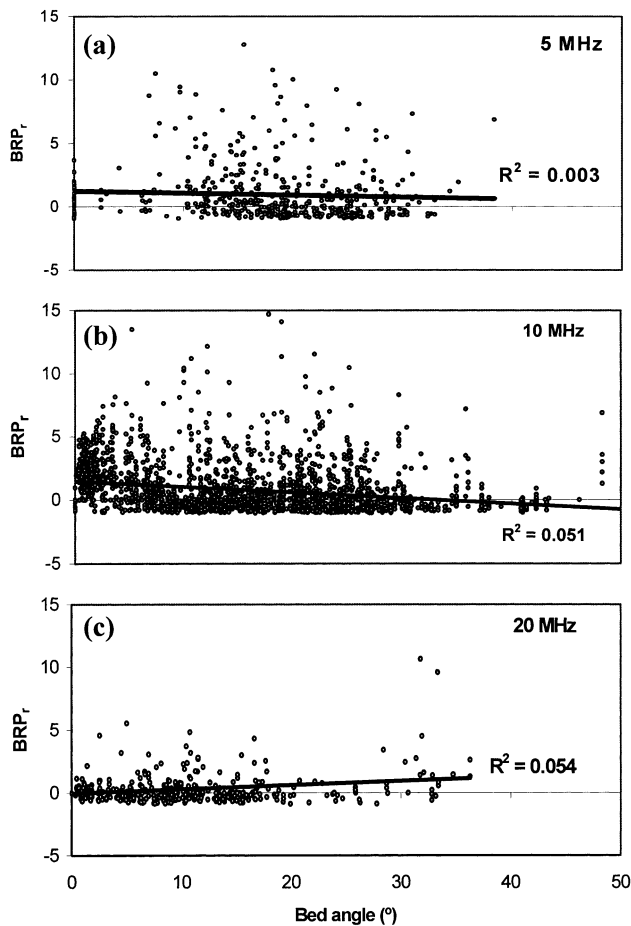 (a)
5 MHz
15
10
5
0
-5
BRPr
R² = 0.003
(b)
10 MHz
15
10
5
0
-5
BRPr
R² = 0.051
(c)
20 MHz
15
10
5
0
-5
BRPr
R² = 0.054
0 10 20 30 40 50
Bed angle (º)